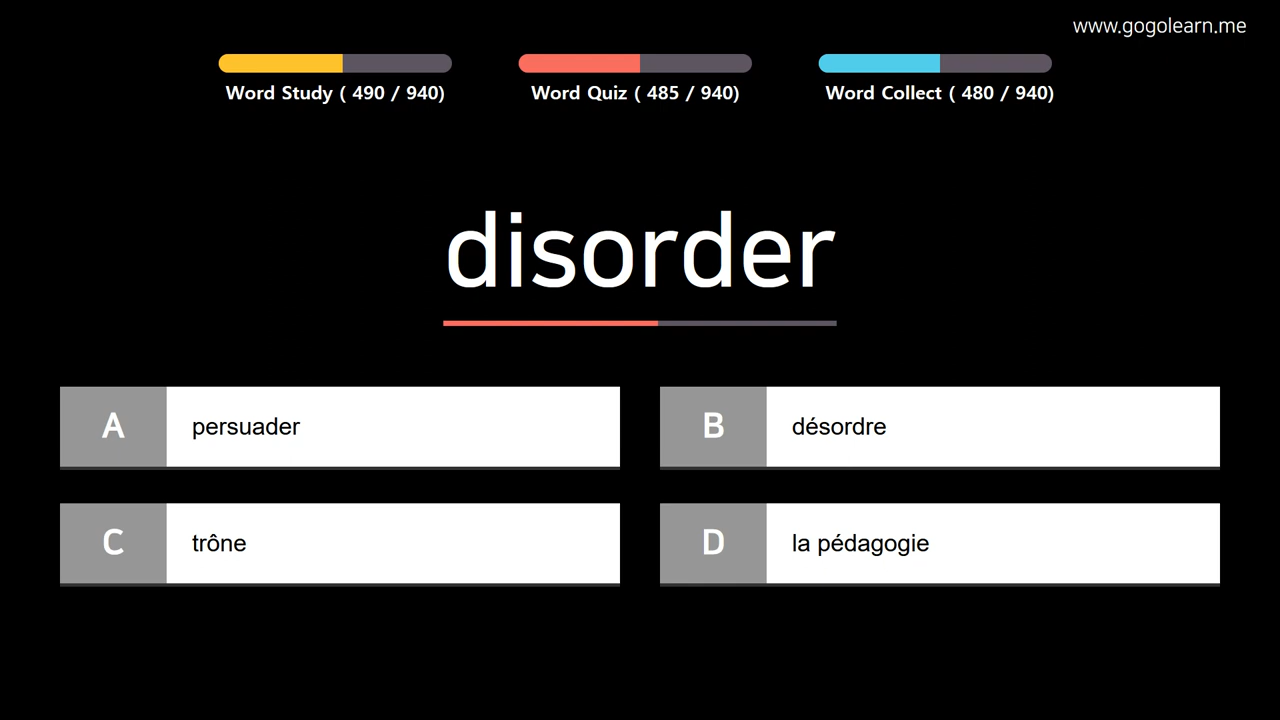 www.gogolearn.me
Word Study ( 490 / 940)
Word Quiz ( 485 / 940)
Word Collect ( 480 / 940)
disorder
A persuader
B désordre
C trône
D la pédagogie